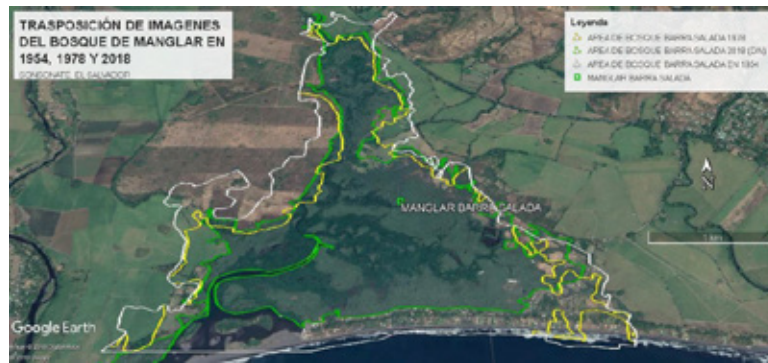 TRASPOSICIÓN DE IMAGENES
DEL BOSQUE DE MANGLAR EN
1954, 1978 Y 2018
SONSONATE, EL SALVADOR
Leyenda
AREA DE BOSQUE BARRA SALADA 1978
AREA DE BOSQUE BARRA SALADA 2018
AREA DE BOSQUE BARRA SALADA EN 1954
MANGLAR BARRA SALADA
N
MANGLAR BARRA SALADA
Google Earth